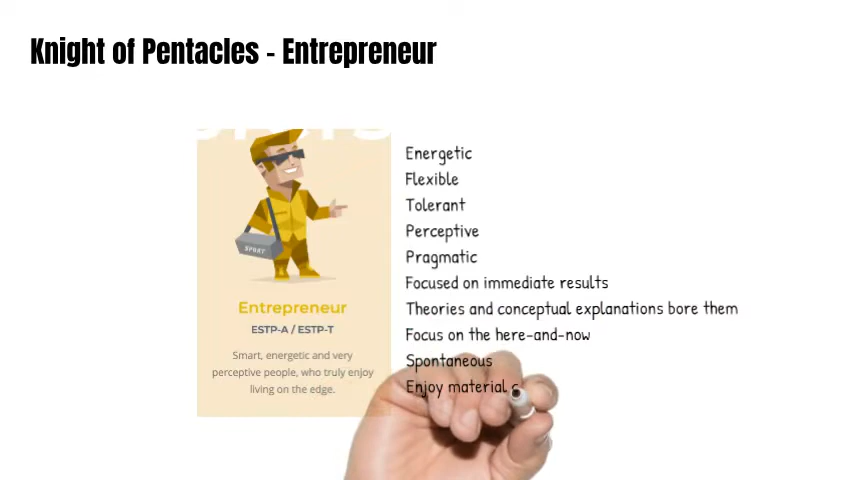 Knight of Pentacles - Entrepreneur
SPORT
Entrepreneur
ESTP-A / ESTP-T
Smart, energetic and very
perceptive people, who truly enjoy
living on the edge.
Energetic
Flexible
Tolerant
Perceptive
Pragmatic
Focused on immediate results
Theories and conceptual explanations bore them
Focus on the here-and-now
Spontaneous
Enjoy material c